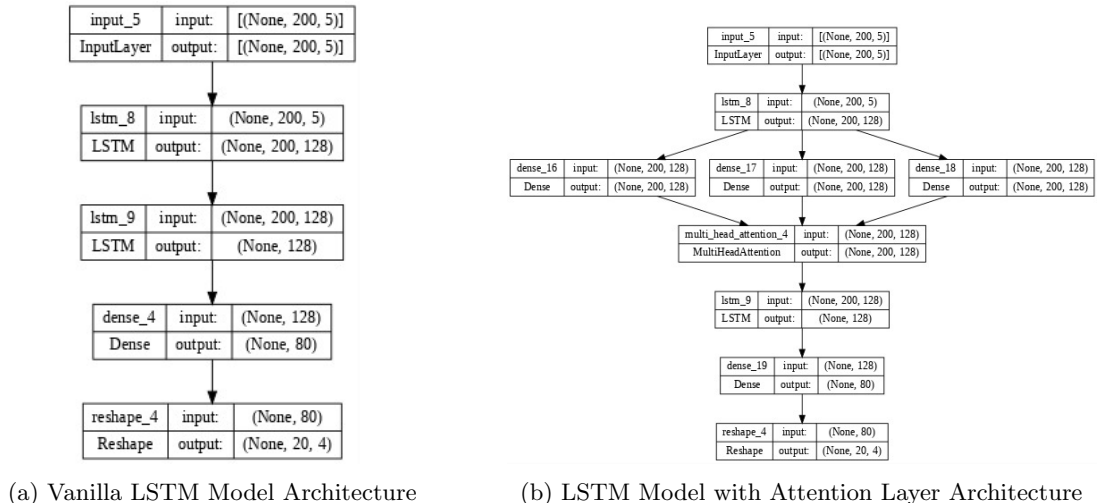 input_5 input: [(None, 200, 5)]
InputLayer output: [(None, 200, 5)]
lstm_8 input: (None, 200, 5)
LSTM output: (None, 200, 128)
lstm_9 input: (None, 200, 128)
LSTM output: (None, 128)
dense_4 input: (None, 128)
Dense output: (None, 80)
reshape_4 input: (None, 80)
Reshape output: (None, 20, 4)
(a) Vanilla LSTM Model Architecture
input_5 input: [(None, 200, 5)]
InputLayer output: [(None, 200, 5)]
lstm_8 input: (None, 200, 5)
LSTM output: (None, 200, 128)
dense_16 input: (None, 200, 128)
Dense output: (None, 200, 128)
dense_17 input: (None, 200, 128)
Dense output: (None, 200, 128)
dense_18 input: (None, 200, 128)
Dense output: (None, 200, 128)
multi_head_attention_4 input: (None, 200, 128)
MultiHeadAttention output: (None, 200, 128)
lstm_9 input: (None, 200, 128)
LSTM output: (None, 128)
dense_19 input: (None, 128)
Dense output: (None, 80)
reshape_4 input: (None, 80)
Reshape output: (None, 20, 4)
(b) LSTM Model with Attention Layer Architecture